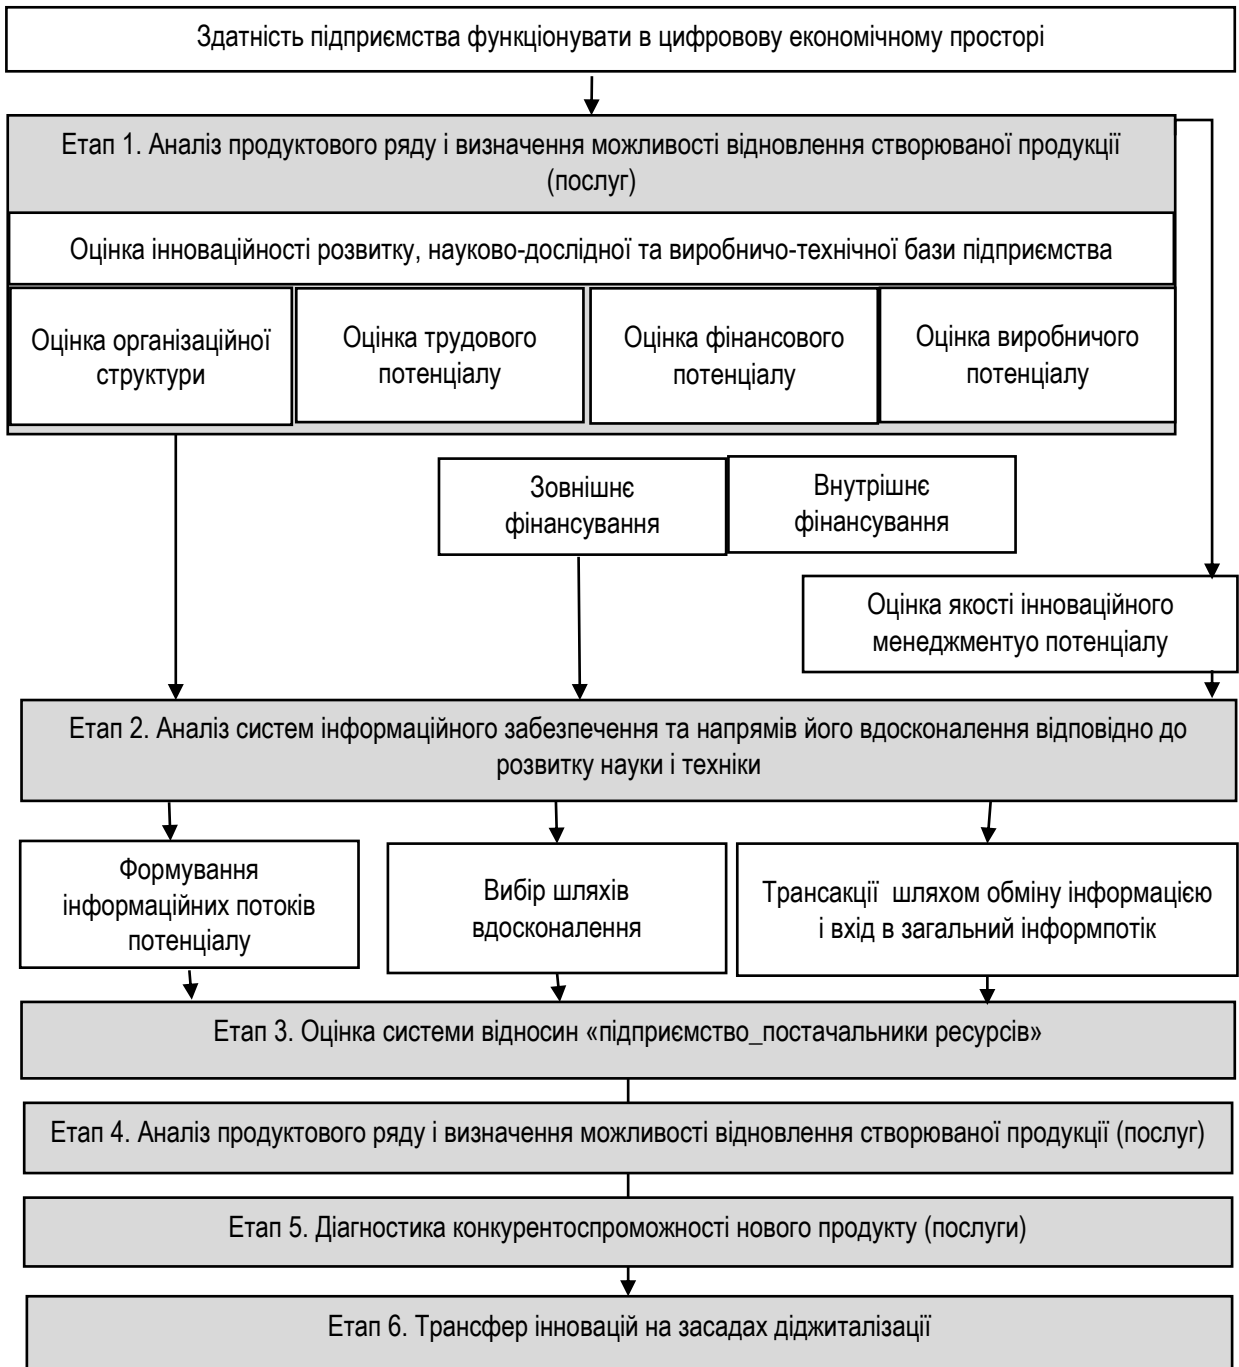 Здатність підприємства функціонувати в цифровову економічному просторі
Етап 1. Аналіз продуктового ряду і визначення можливості відновлення створюваної продукції
(послуг)
Оцінка інноваційності розвитку, науково-дослідної та виробничо-технічної бази підприємства
Оцінка організаційної
структури
Оцінка трудового
потенціалу
Оцінка фінансового
потенціалу
Оцінка виробничого
потенціалу
Зовнішнє
фінансування
Внутрішнє
фінансування
Оцінка якості інноваційного
менеджментуо потенціалу
Етап 2. Аналіз систем інформаційного забезпечення та напрямів його вдосконалення відповідно до
розвитку науки і техніки
Формування
інформаційних потоків
потенціалу
Вибір шляхів
вдосконалення
Трансакції шляхом обміну інформацією
і вхід в загальний інформпотік
Етап 3. Оцінка системи відносин «підприємство_постачальники ресурсів»
Етап 4. Аналіз продуктового ряду і визначення можливості відновлення створюваної продукції (послуг)
Етап 5. Діагностика конкурентоспроможності нового продукту (послуги)
Етап 6. Трансфер інновацій на засадах діджиталізації